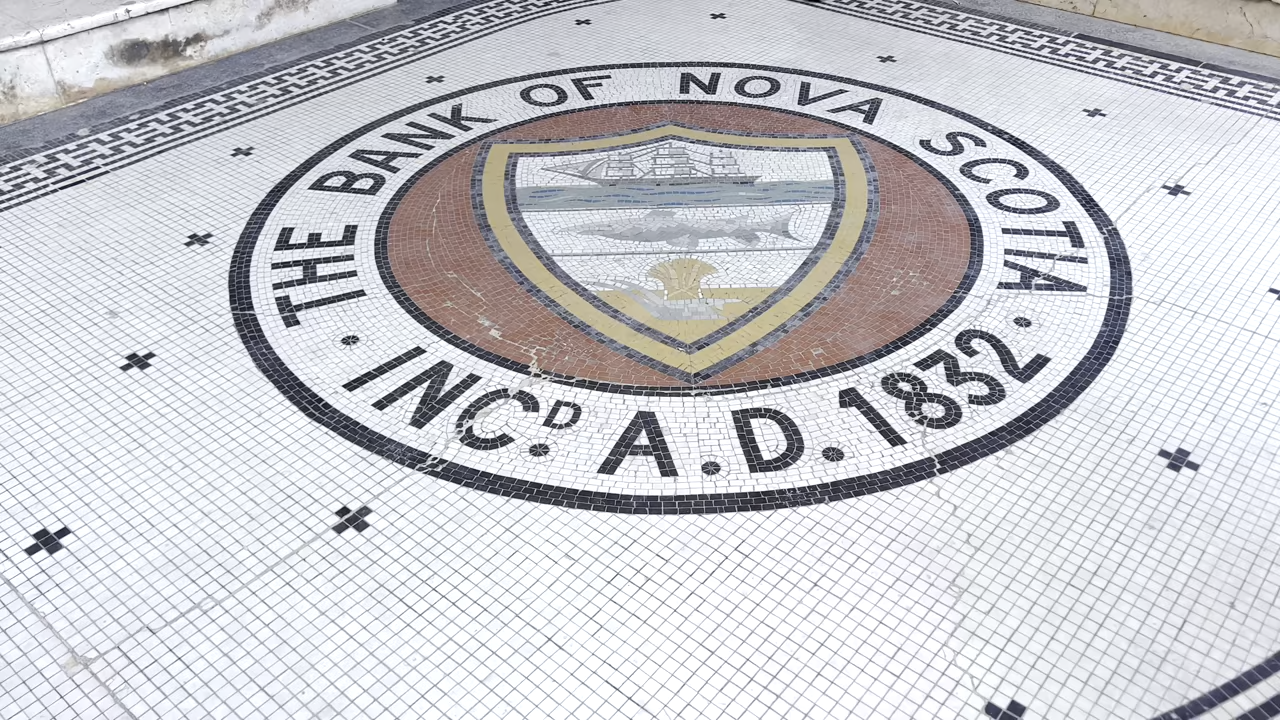 THE BANK OF NOVA SCOTIA
· INCᴰ. A.D. 1832 ·